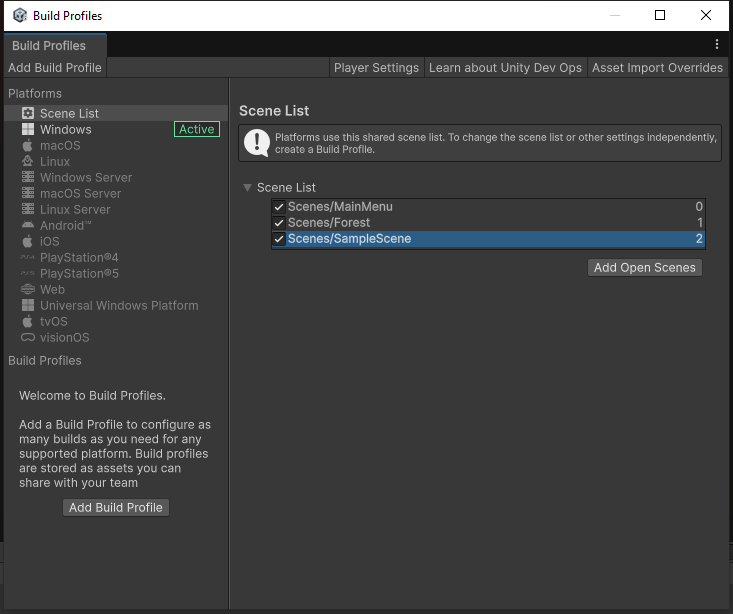 Build Profiles
Build Profiles
Add Build Profile
Player Settings
Learn about Unity Dev Ops
Asset Import Overrides
Platforms
Scene List
Windows
Active
macOS
Linux
Windows Server
macOS Server
Linux Server
Android™
iOS
PlayStation®4
PlayStation®5
Web
Universal Windows Platform
tvOS
visionOS
Build Profiles
Welcome to Build Profiles.
Add a Build Profile to configure as
many builds as you need for any
supported platform. Build profiles
are stored as assets you can
share with your team
Add Build Profile
Scene List
Platforms use this shared scene list. To change the scene list or other settings independently,
create a Build Profile.
Scene List
Scenes/MainMenu 0
Scenes/Forest 1
Scenes/SampleScene 2
Add Open Scenes